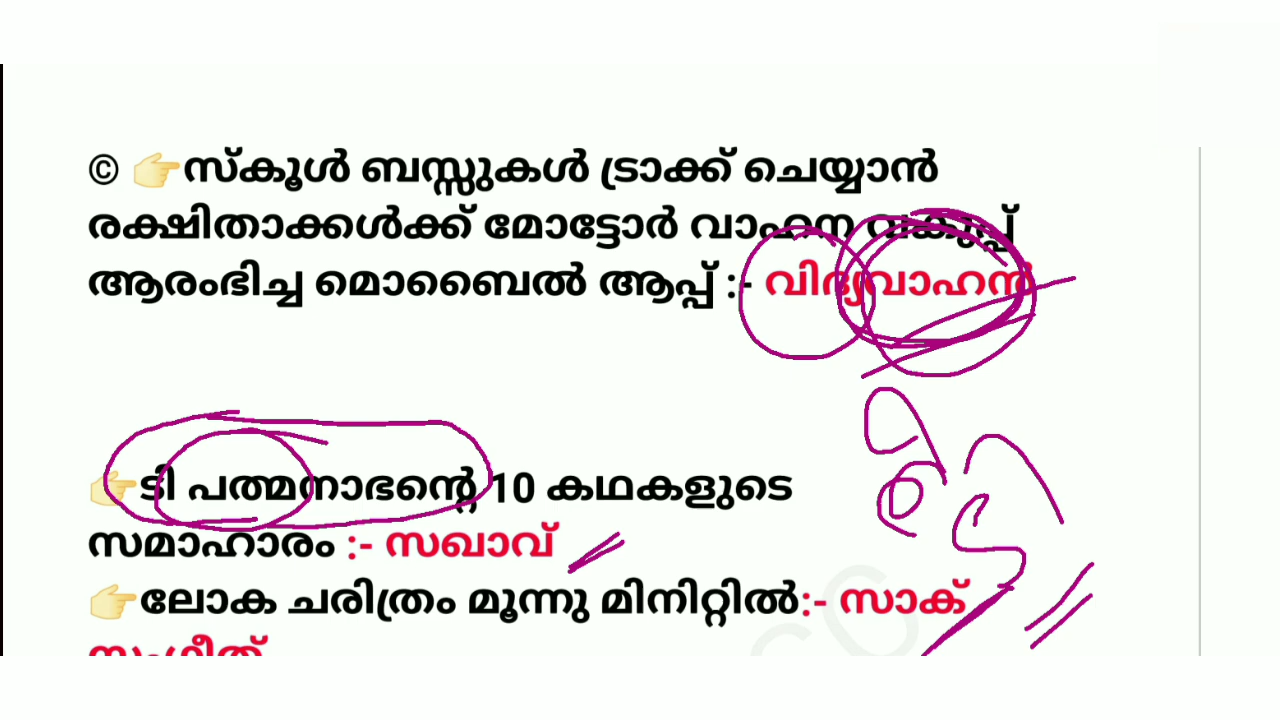 © 👉സ്കൂൾ ബസ്സുകൾ ട്രാക്ക് ചെയ്യാൻ
രക്ഷിതാക്കൾക്ക് മോട്ടോർ വാഹന വകുപ്പ്
ആരംഭിച്ച മൊബൈൽ ആപ്പ് :- വിദ്യവാഹൻ
👉ടി പത്മനാഭന്റെ 10 കഥകളുടെ
സമാഹാരം :- സഖാവ്
👉ലോക ചരിത്രം മൂന്നു മിനിറ്റിൽ:- സാക്